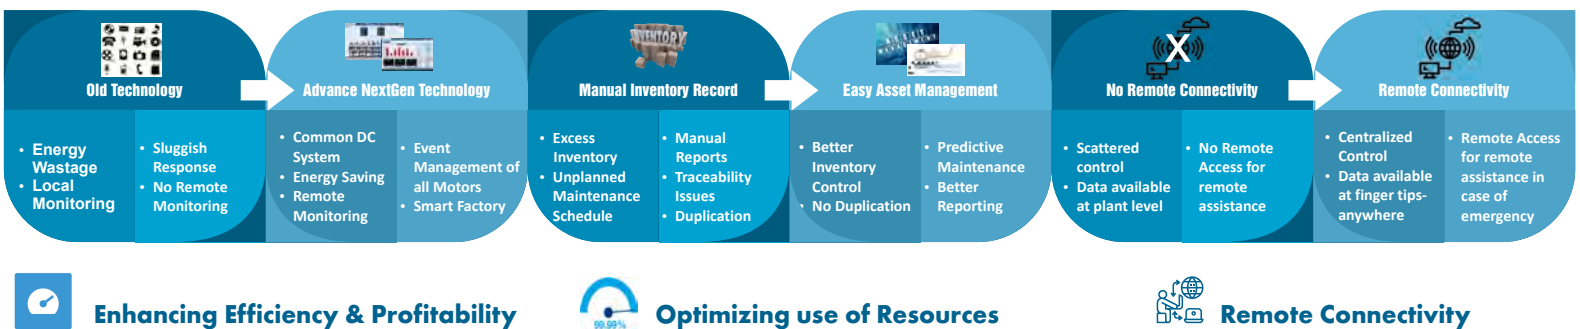 INVENTORY
X
Old Technology
Advance NextGen Technology
Manual Inventory Record
Easy Asset Management
No Remote Connectivity
Remote Connectivity
• Energy
Wastage
• Local
Monitoring
• Sluggish
Response
• No Remote
Monitoring
• Common DC
System
• Energy Saving
• Remote
Monitoring
• Event
Management of
all Motors
• Smart Factory
• Excess
Inventory
• Unplanned
Maintenance
Schedule
• Manual
Reports
• Traceability
Issues
• Duplication
• Better
Inventory
Control
• No Duplication
• Predictive
Maintenance
• Better
Reporting
• Scattered
control
• Data available
at plant level
• No Remote
Access for
remote
assistance
• Centralized
Control
• Data available
at finger tips-
anywhere
• Remote Access
for remote
assistance in
case of
emergency
Enhancing Efficiency & Profitability
99.99%
Optimizing use of Resources
Remote Connectivity